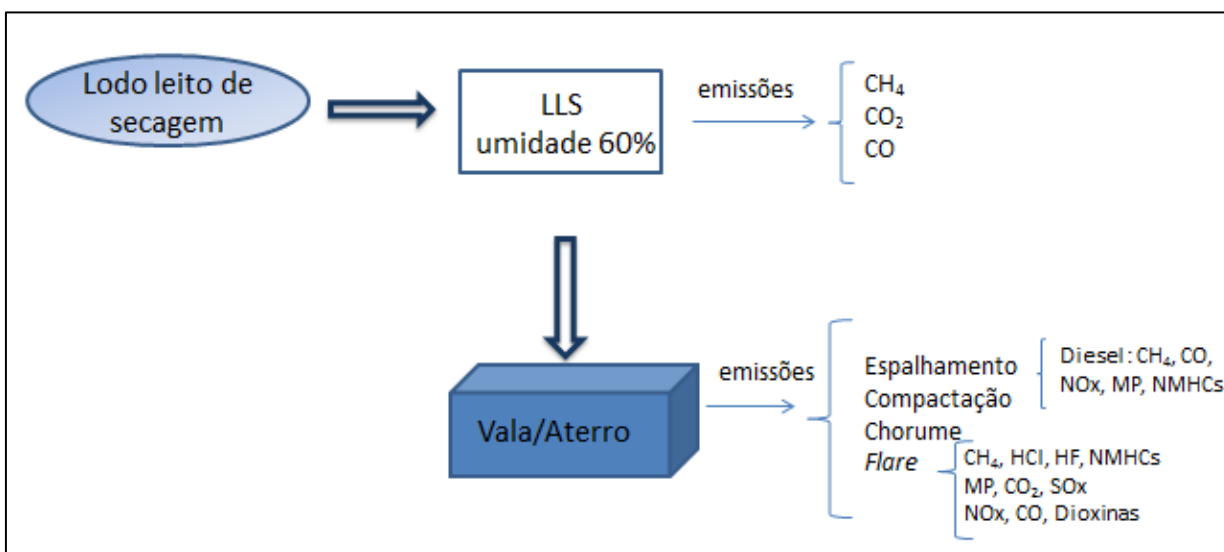 Lodo leito de
secagem
LLS
umidade 60%
emissões
CH₄
CO₂
CO
Vala/Aterro
emissões
Espalhamento
Compactação
Chorume
Flare
Diesel: CH₄, CO,
NOx, MP, NMHCs
CH₄, HCl, HF, NMHCs
MP, CO₂, SOx
NOx, CO, Dioxinas